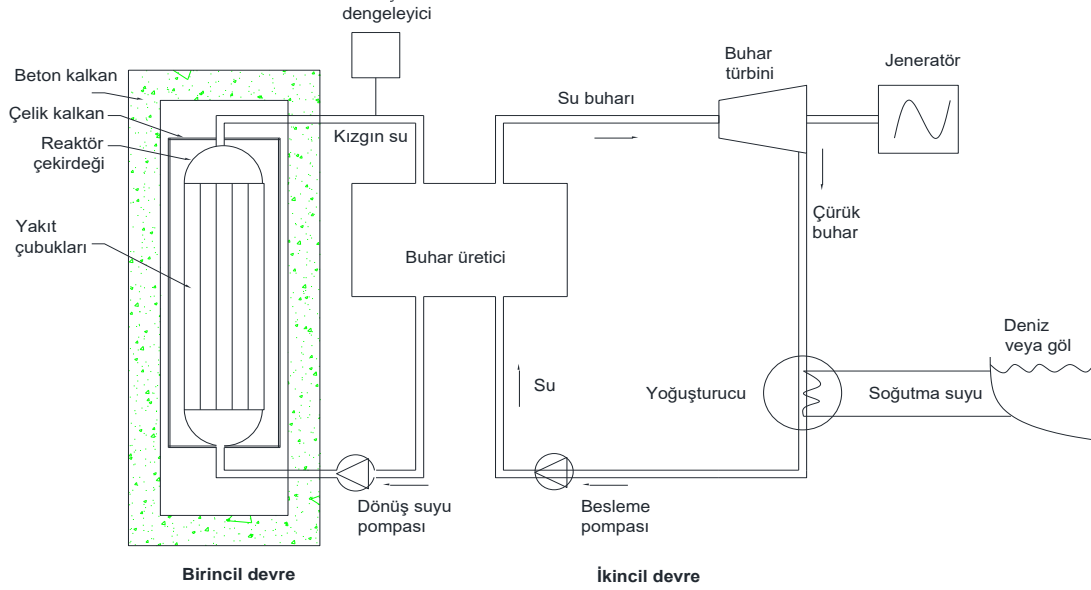 dengeleyici
Beton kalkan
Çelik kalkan
Reaktör
çekirdeği
Yakıt
çubukları
Kızgın su
Buhar üretici
Dönüş suyu
pompası
Birincil devre
Su buharı
Buhar
türbini
Jeneratör
Çürük
buhar
Su
Yoğuşturucu
Soğutma suyu
Deniz
veya göl
Besleme
pompası
İkincil devre